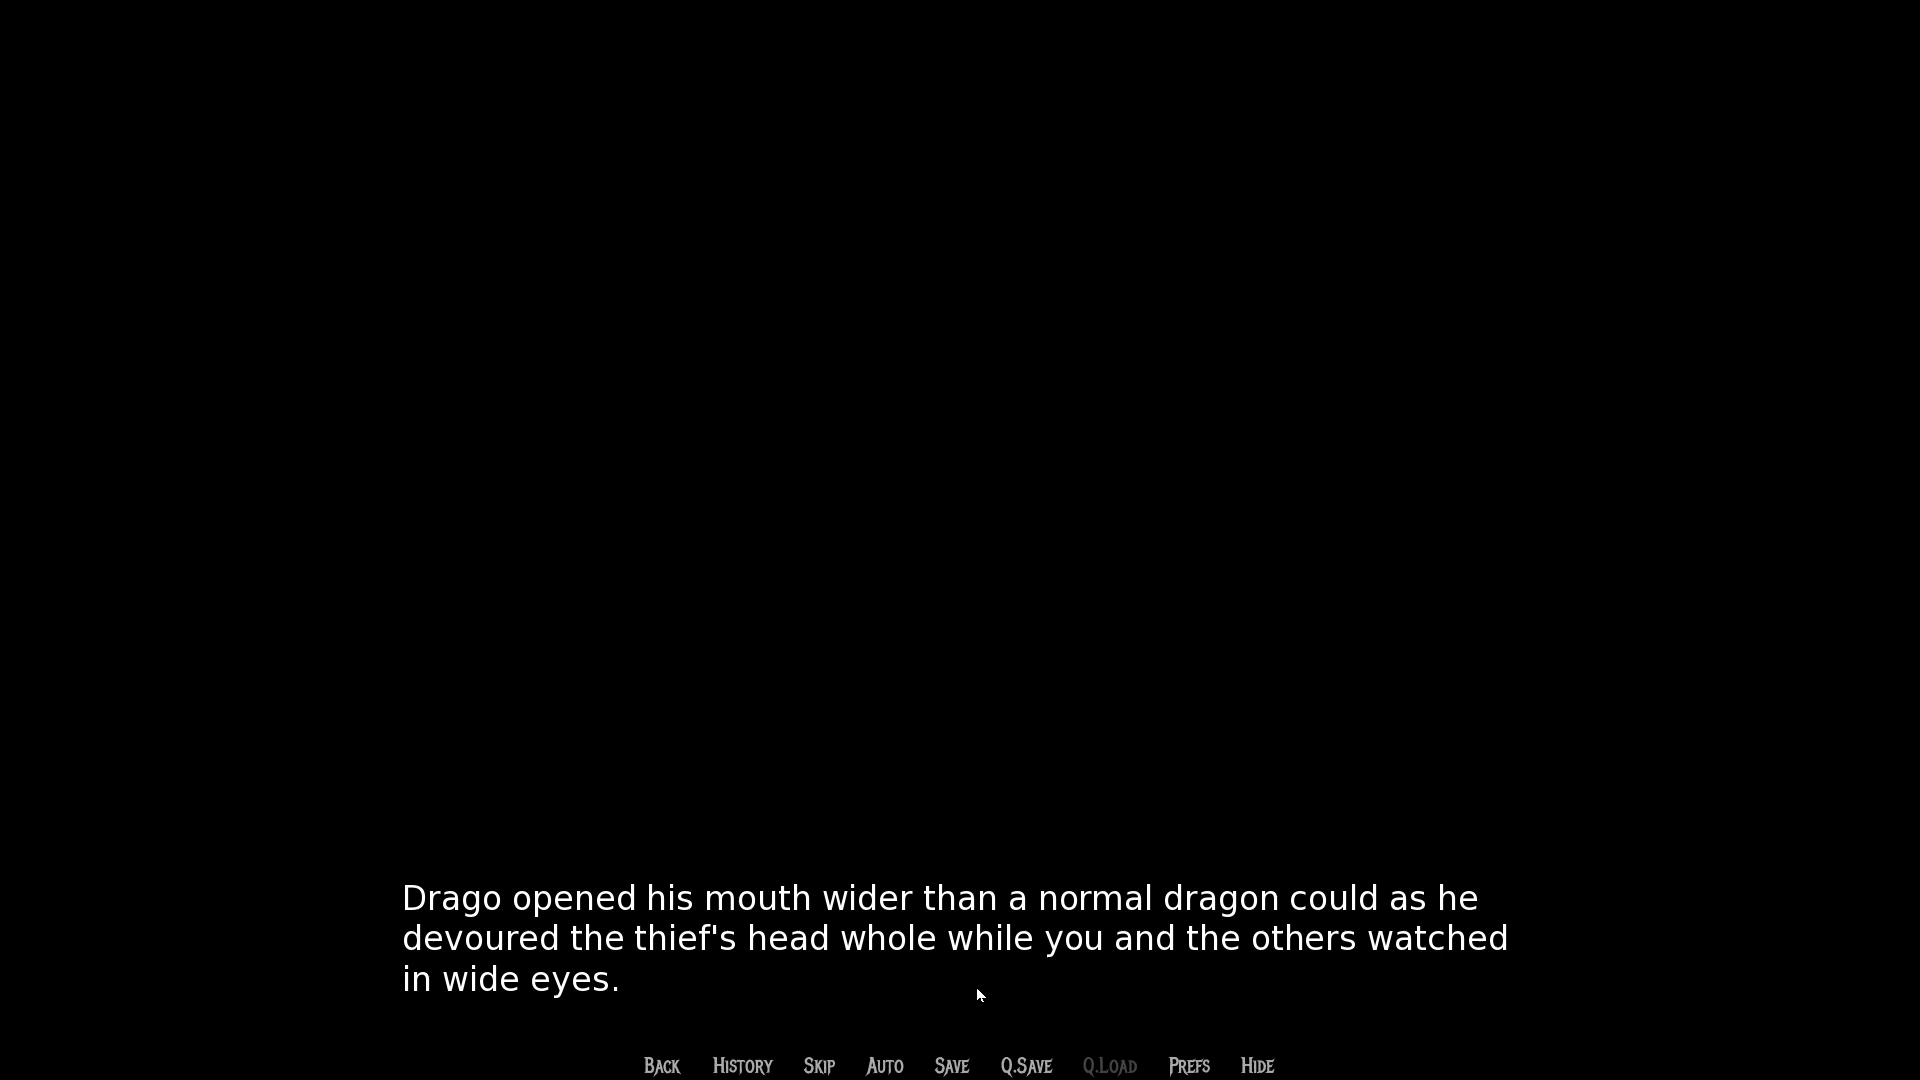 Drago opened his mouth wider than a normal dragon could as he
devoured the thief's head whole while you and the others watched
in wide eyes.
Back History Skip Auto Save Q.Save Q.Load Prefs Hide